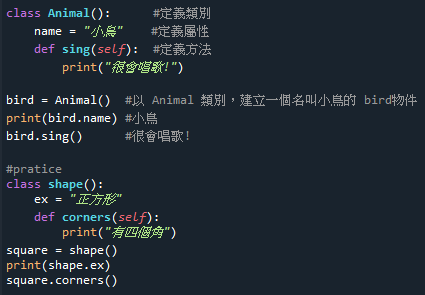 class Animal():      #定義類別
    name = "小鳥"    #定義屬性
    def sing(self):  #定義方法
        print("很會唱歌!")

bird = Animal()  #以 Animal 類別，建立一個名叫小鳥的 bird物件
print(bird.name) #小鳥
bird.sing()      #很會唱歌!

#pratice
class shape():
    ex = "正方形"
    def corners(self):
        print("有四個角")
square = shape()
print(shape.ex)
square.corners()